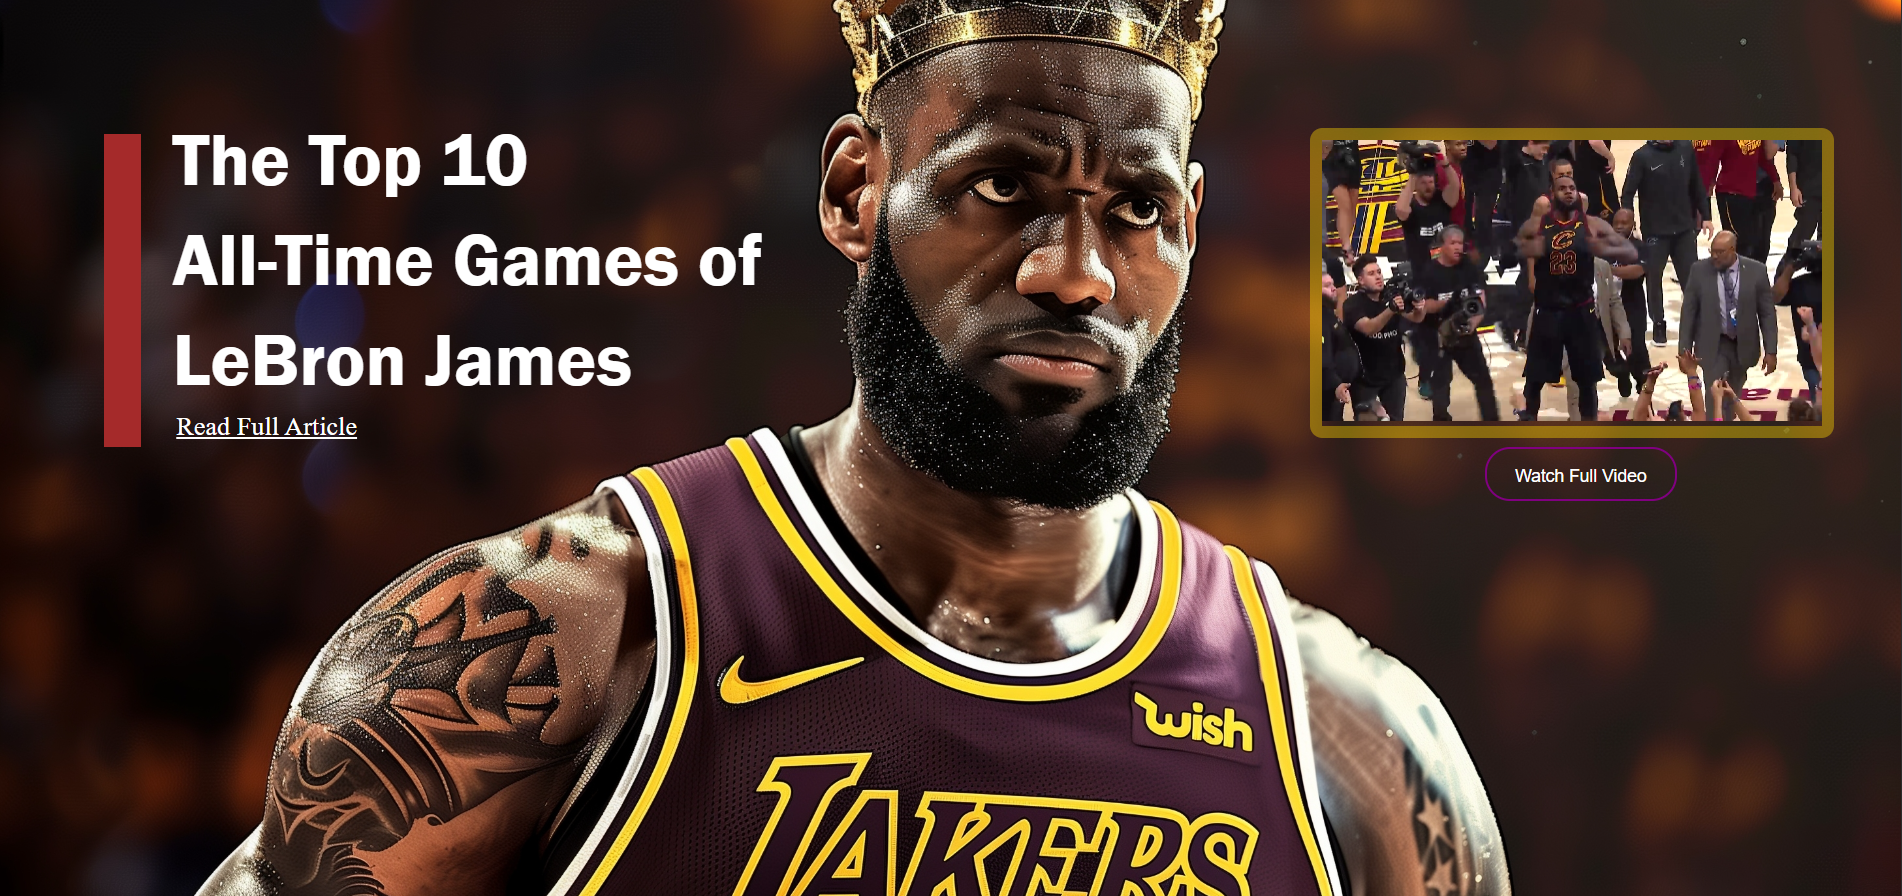 The Top 10
All-Time Games of
LeBron James
Read Full Article
23
Watch Full Video
wish
LAKERS